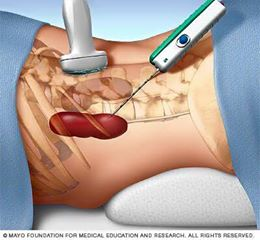 © MAYO FOUNDATION FOR MEDICAL EDUCATION AND RESEARCH. ALL RIGHTS RESERVED.